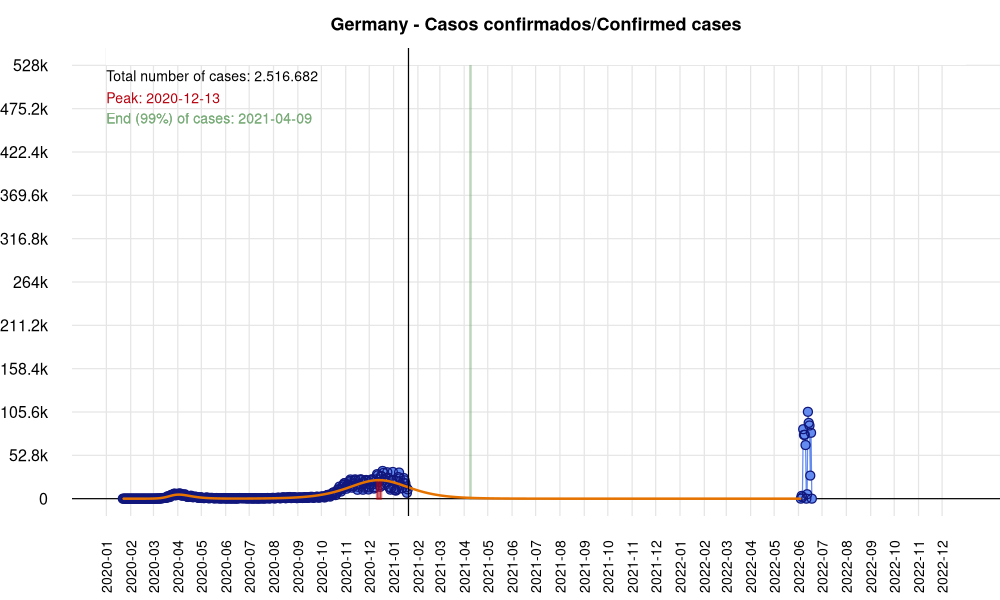 Germany - Casos confirmados/Confirmed cases
Total number of cases: 2.516.682
Peak: 2020-12-13
End (99%) of cases: 2021-04-09
528k
475.2k
422.4k
369.6k
316.8k
264k
211.2k
158.4k
105.6k
52.8k
0
2020-01
2020-02
2020-03
2020-04
2020-05
2020-06
2020-07
2020-08
2020-09
2020-10
2020-11
2020-12
2021-01
2021-02
2021-03
2021-04
2021-05
2021-06
2021-07
2021-08
2021-09
2021-10
2021-11
2021-12
2022-01
2022-02
2022-03
2022-04
2022-05
2022-06
2022-07
2022-08
2022-09
2022-10
2022-11
2022-12